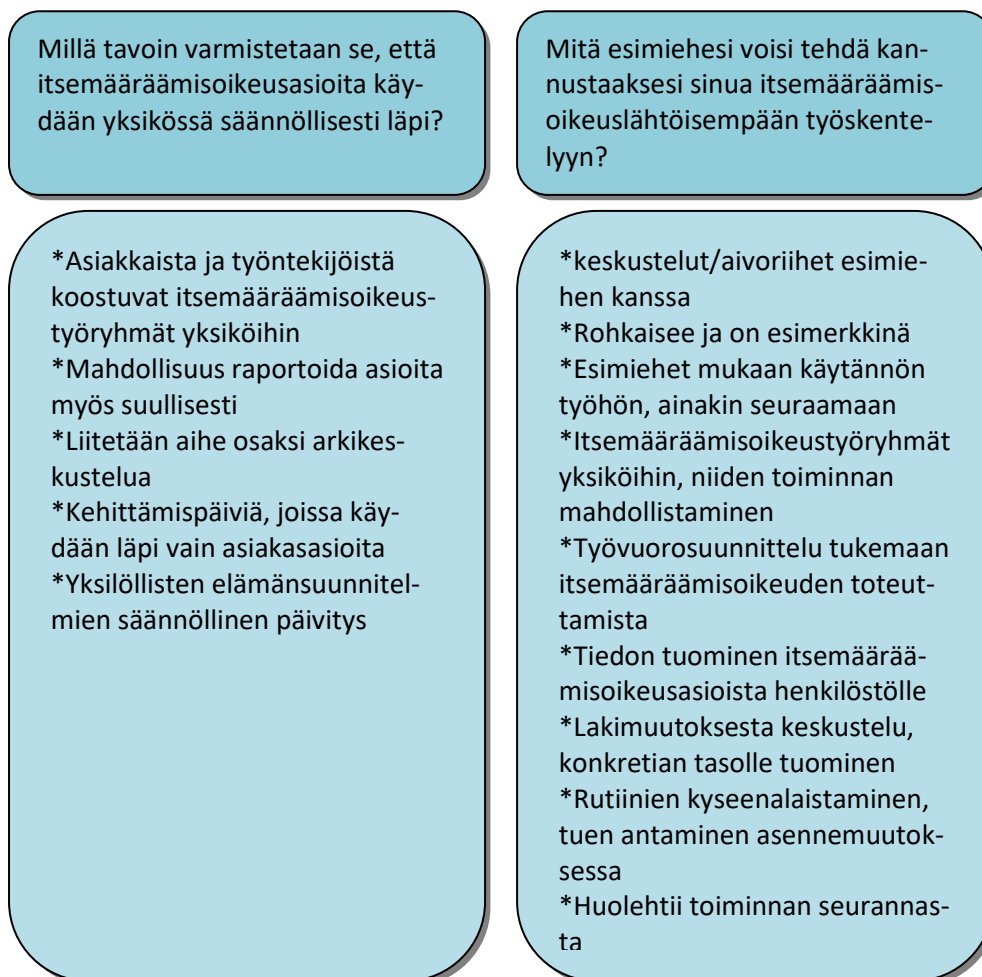 Millä tavoin varmistetaan se, että
itsemääräämisoikeusasioita käy-
dään yksikössä säännöllisesti läpi?
*Asiakkaista ja työntekijöistä
koostuvat itsemääräämisoikeus-
työryhmät yksiköihin
*Mahdollisuus raportoida asioita
myös suullisesti
*Liitetään aihe osaksi arkikes-
kustelua
*Kehittämispäiviä, joissa käy-
dään läpi vain asiakasasioita
*Yksilöllisten elämänsuunnitel-
mien säännöllinen päivitys
Mitä esimiehesi voisi tehdä kan-
nustaaksesi sinua itsemääräämis-
oikeuslähtöisempään työskente-
lyyn?
*keskustelut/aivoriihet esimie-
hen kanssa
*Rohkaisee ja on esimerkkinä
*Esimiehet mukaan käytännön
työhön, ainakin seuraamaan
*Itsemääräämisoikeustyöryhmät
yksiköihin, niiden toiminnan
mahdollistaminen
*Työvuorosuunnittelu tukemaan
itsemääräämisoikeuden toteut-
tamista
*Tiedon tuominen itsemäärää-
misoikeusasioista henkilöstölle
*Lakimuutoksesta keskustelu,
konkretian tasolle tuominen
*Rutiinien kyseenalaistaminen,
tuen antaminen asennemuutok-
sessa
*Huolehtii toiminnan seurannas-
ta